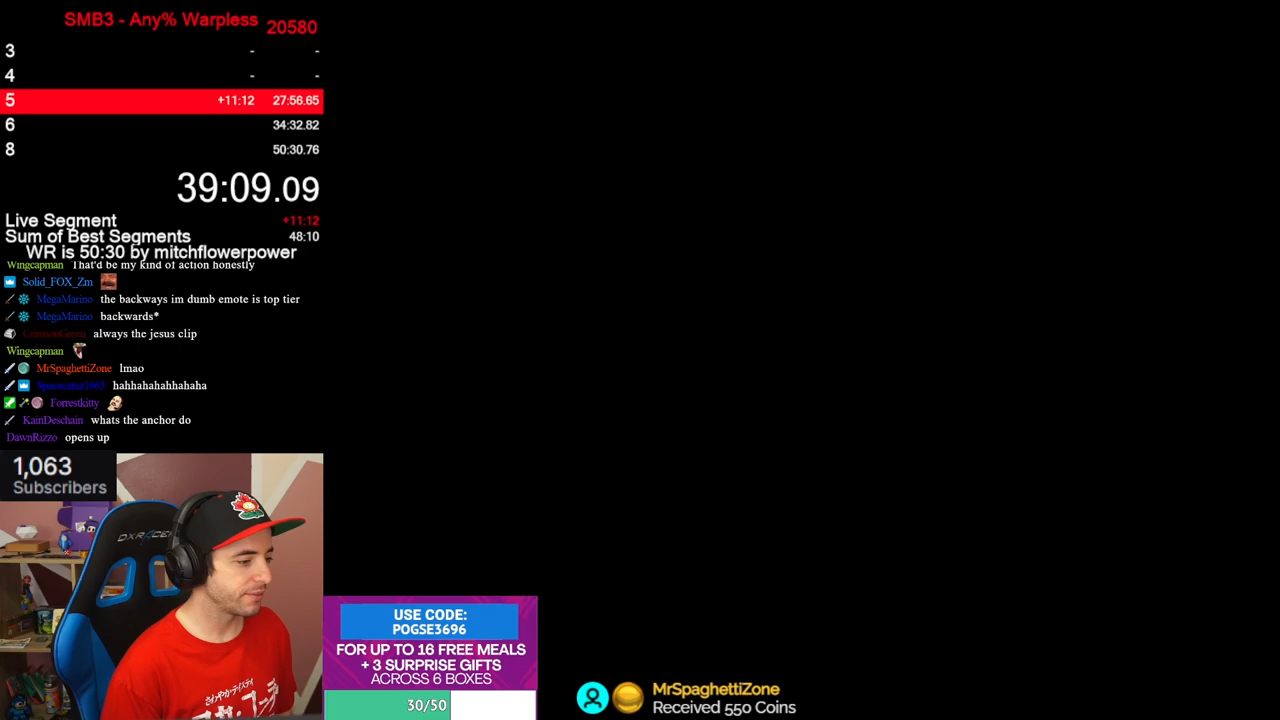 SMB3 - Any% Warpless 20580
3 - -
4 - -
5 +11:12 27:56.65
6 34:32.82
8 50:30.76
39:09.09
Live Segment +11:12
Sum of Best Segments 48:10
WR is 50:30 by mitchflowerpower
Wingcapman That'd be my kind of action honestly
Solid_FOX_Zm
MegaMarino the backways im dumb emote is top tier
MegaMarino backwards*
always the jesus clip
Wingcapman
MrSpaghettiZone lmao
hahhahahahhahaha
Forrestkitty
KainDeschain whats the anchor do
DawnRizzo opens up
1,063
Subscribers
DXRACER
USE CODE:
POGSE3696
FOR UP TO 16 FREE MEALS
+ 3 SURPRISE GIFTS
ACROSS 6 BOXES
30/50
MrSpaghettiZone
Received 550 Coins